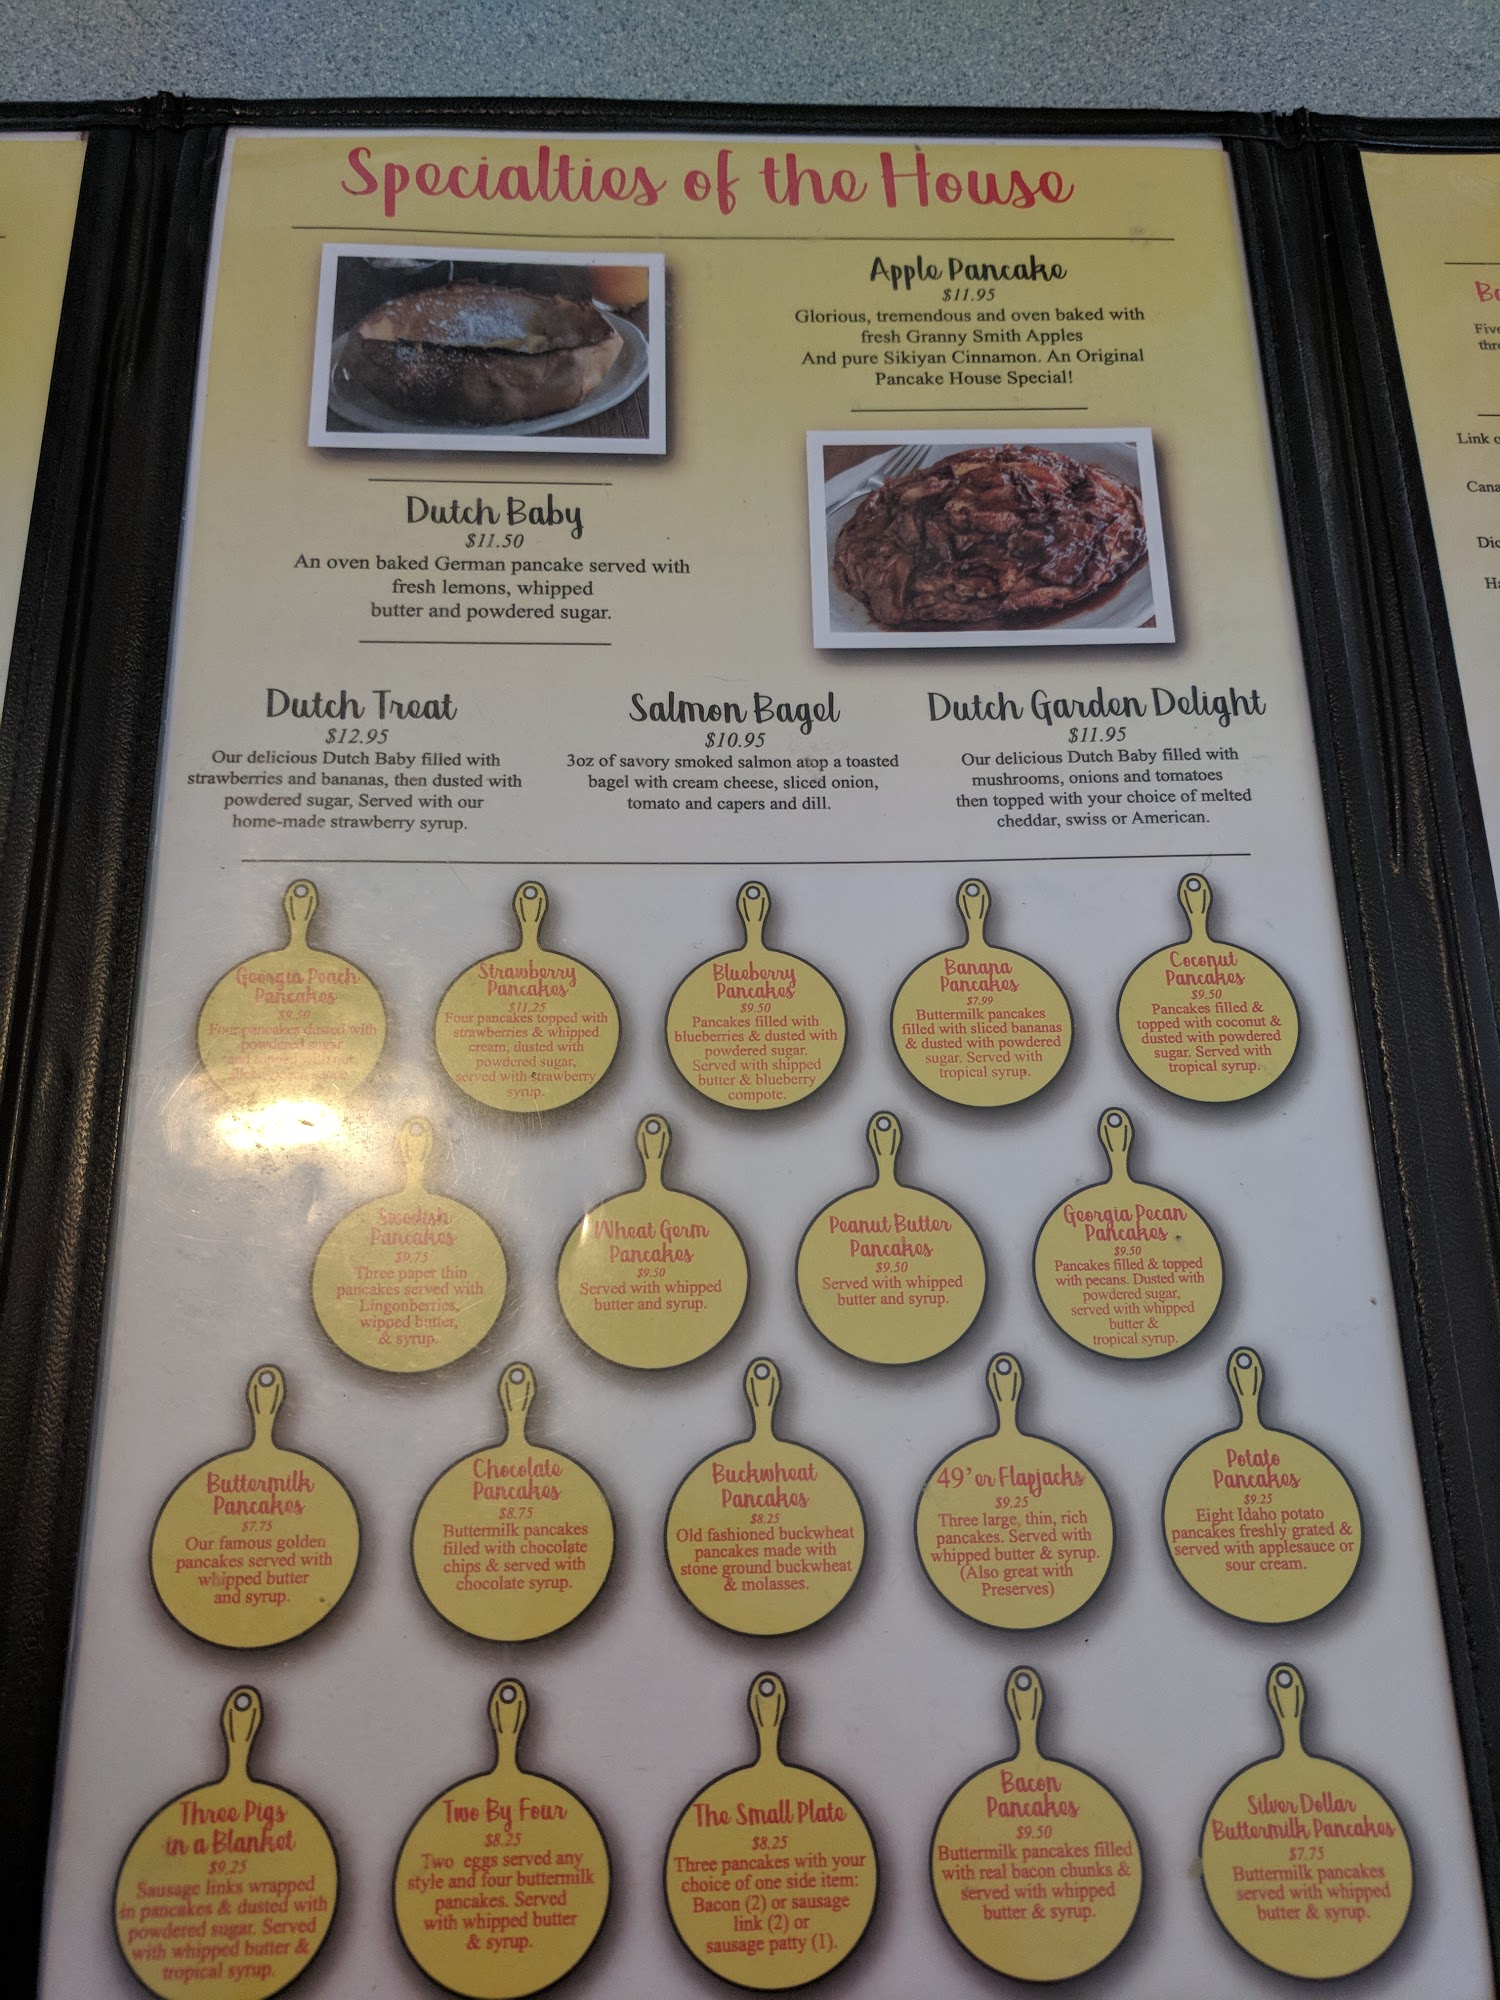 Specialties of the House
Apple Pancake
$11.95
Glorious, tremendous and oven baked with
fresh Granny Smith Apples
And pure Sikiyan Cinnamon. An Original
Pancake House Special!
Dutch Baby
$11.50
An oven baked German pancake served with
fresh lemons, whipped
butter and powdered sugar.
Dutch Treat
$12.95
Our delicious Dutch Baby filled with
strawberries and bananas, then dusted with
powdered sugar, Served with our
home-made strawberry syrup.
Salmon Bagel
$10.95
3oz of savory smoked salmon atop a toasted
bagel with cream cheese, sliced onion,
tomato and capers and dill.
Dutch Garden Delight
$11.95
Our delicious Dutch Baby filled with
mushrooms, onions and tomatoes
then topped with your choice of melted
cheddar, swiss or American.
Georgia Peach
Pancakes
$9.50
Four pancakes dusted with
powdered sugar
Strawberry
Pancakes
$11.25
Four pancakes topped with
strawberries & whipped
cream, dusted with
powdered sugar,
served with strawberry
syrup.
Blueberry
Pancakes
$9.50
Pancakes filled with
blueberries & dusted with
powdered sugar.
Served with shipped
butter & blueberry
compote.
Banana
Pancakes
$7.99
Buttermilk pancakes
filled with sliced bananas
& dusted with powdered
sugar. Served with
tropical syrup.
Coconut
Pancakes
$9.50
Pancakes filled &
topped with coconut &
dusted with powdered
sugar. Served with
tropical syrup.
Swedish
Pancakes
$9.75
Three paper thin
pancakes served with
Lingonberries,
wipped butter,
& syrup.
Wheat Germ
Pancakes
$9.50
Served with whipped
butter and syrup.
Peanut Butter
Pancakes
$9.50
Served with whipped
butter and syrup.
Georgia Pecan
Pancakes
$9.50
Pancakes filled & topped
with pecans. Dusted with
powdered sugar,
served with whipped
butter &
tropical syrup.
Buttermilk
Pancakes
$7.75
Our famous golden
pancakes served with
whipped butter
and syrup.
Chocolate
Pancakes
$8.75
Buttermilk pancakes
filled with chocolate
chips & served with
chocolate syrup.
Buckwheat
Pancakes
$8.25
Old fashioned buckwheat
pancakes made with
stone ground buckwheat
& molasses.
49'er Flapjacks
$9.25
Three large, thin, rich
pancakes. Served with
whipped butter & syrup.
(Also great with
Preserves)
Potato
Pancakes
$9.25
Eight Idaho potato
pancakes freshly grated &
served with applesauce or
sour cream.
Three Pigs
in a Blanket
$9.25
Sausage links wrapped
in pancakes & dusted with
powdered sugar. Served
with whipped butter &
tropical syrup.
Two By Four
$8.25
Two eggs served any
style and four buttermilk
pancakes. Served
with whipped butter
& syrup.
The Small Plate
$8.25
Three pancakes with your
choice of one side item:
Bacon (2) or sausage
link (2) or
sausage patty (1).
Bacon
Pancakes
$9.50
Buttermilk pancakes filled
with real bacon chunks &
served with whipped
butter & syrup.
Silver Dollar
Buttermilk Pancakes
$7.75
Buttermilk pancakes
served with whipped
butter & syrup.
Link